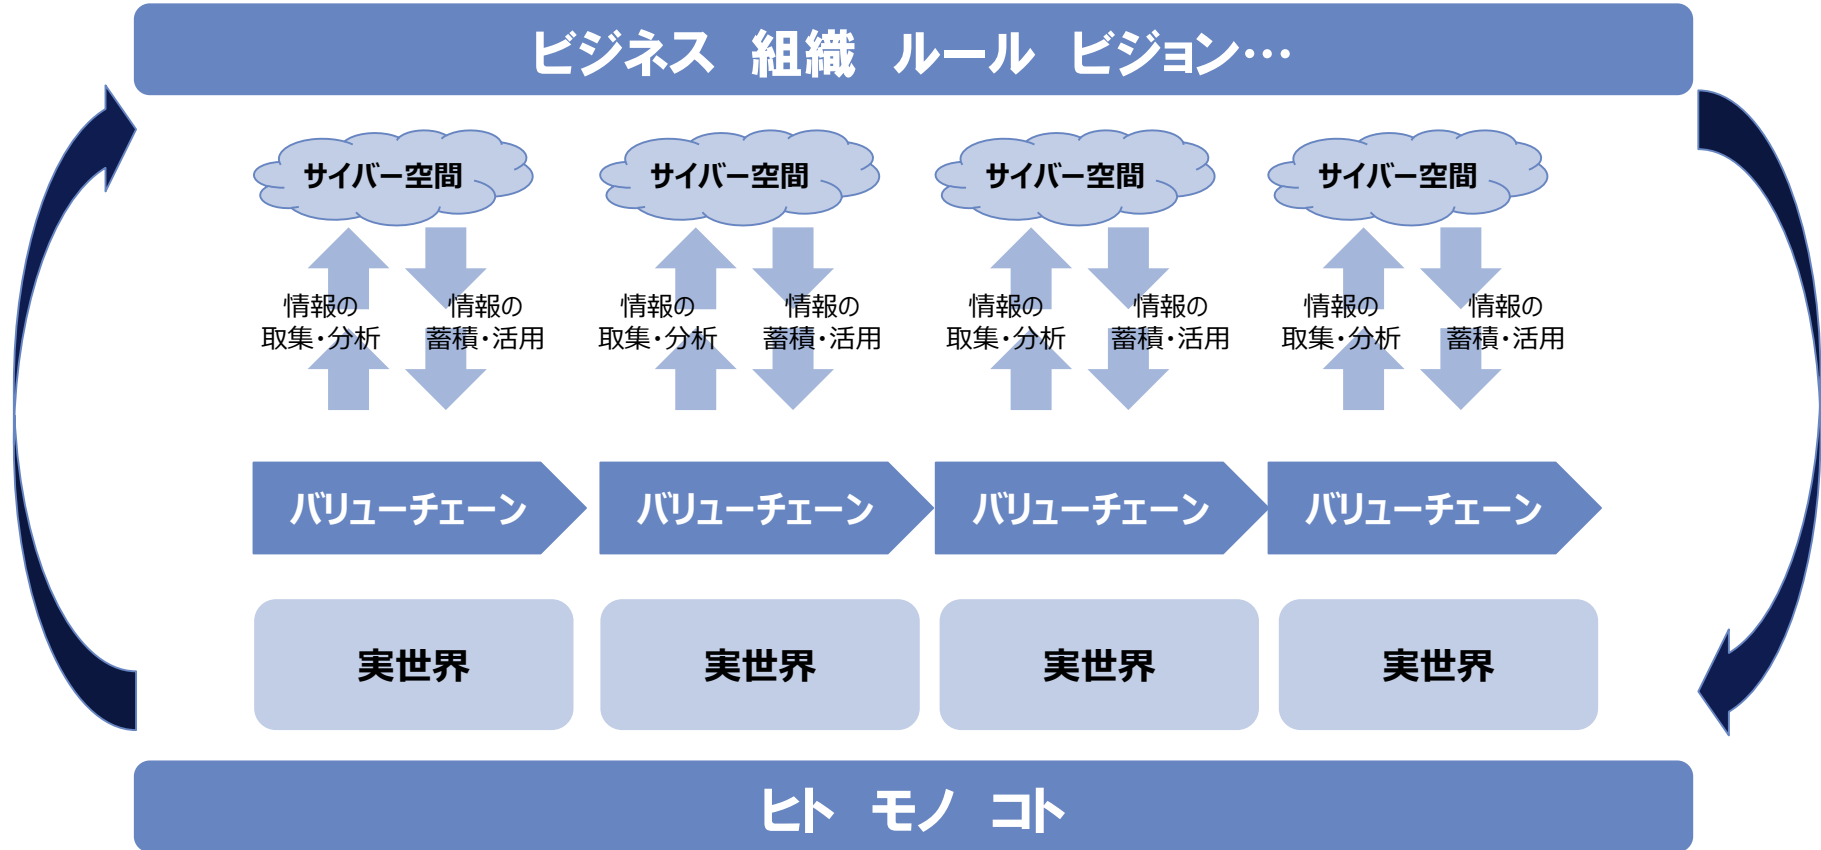 ビジネス　組織　ルール　ビジョン…
サイバー空間
サイバー空間
サイバー空間
サイバー空間
情報の
取集・分析
情報の
蓄積・活用
情報の
取集・分析
情報の
蓄積・活用
情報の
取集・分析
情報の
蓄積・活用
情報の
取集・分析
情報の
蓄積・活用
バリューチェーン
バリューチェーン
バリューチェーン
バリューチェーン
実世界
実世界
実世界
実世界
ヒト　モノ　コト